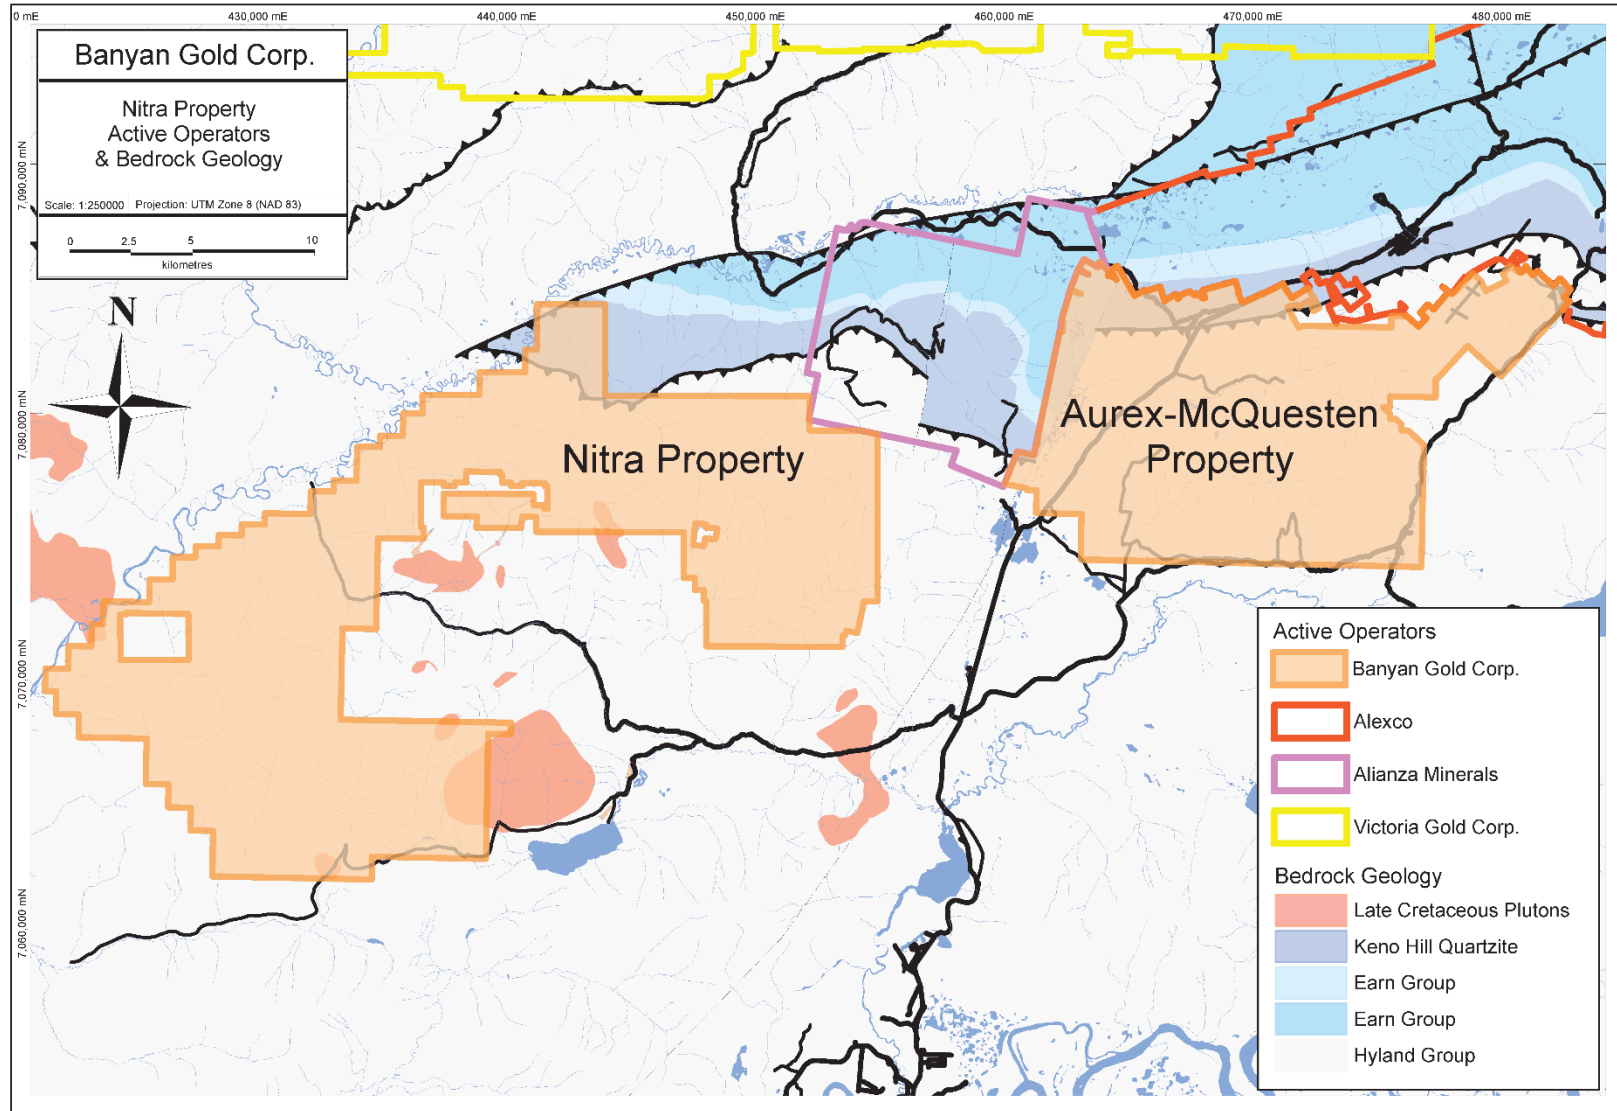 0 mE 430,000 mE 440,000 mE 450,000 mE 460,000 mE 470,000 mE 480,000 mE
Banyan Gold Corp.
Nitra Property
Active Operators
& Bedrock Geology
Scale: 1:250000 Projection: UTM Zone 8 (NAD 83)
0 2.5 5 10
kilometres
N
7,090,000 mN
7,080,000 mN
7,070,000 mN
7,060,000 mN
Nitra Property
Aurex-McQuesten
Property
Active Operators
Banyan Gold Corp.
Alexco
Alianza Minerals
Victoria Gold Corp.
Bedrock Geology
Late Cretaceous Plutons
Keno Hill Quartzite
Earn Group
Earn Group
Hyland Group